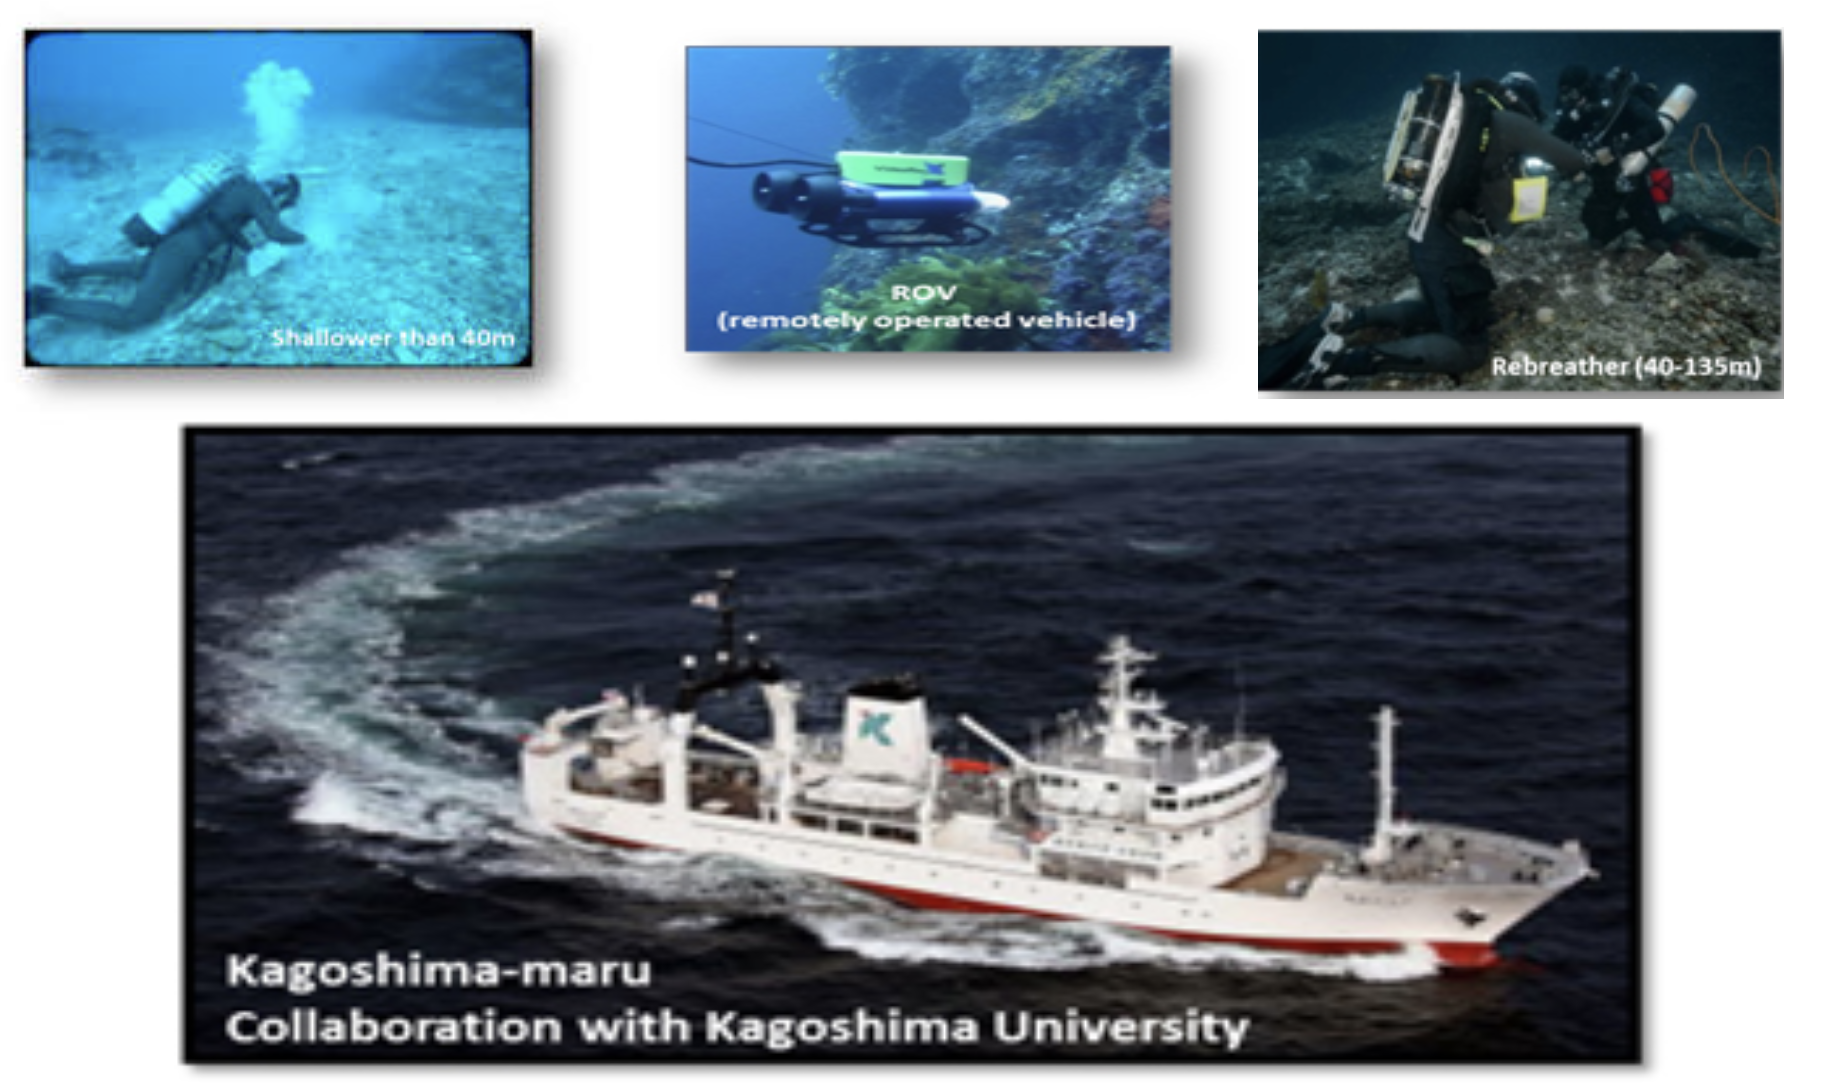 Shallower than 40m
ROV
(remotely operated vehicle)
Rebreather (40-135m)
K
Kagoshima-maru
Collaboration with Kagoshima University